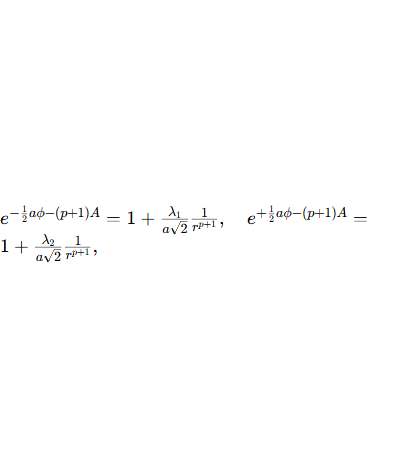 $e^{-\frac{1}{2}a\phi-(p+1)A} = 1 + \frac{\lambda_1}{a\sqrt{2}}\frac{1}{r^{p+1}}, \quad e^{+\frac{1}{2}a\phi-(p+1)A} =$
$1 + \frac{\lambda_2}{a\sqrt{2}}\frac{1}{r^{p+1}},$